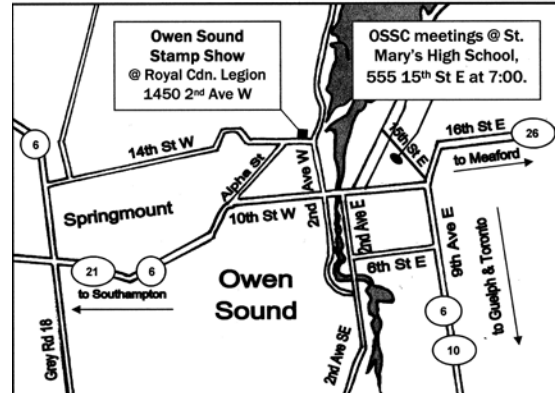 Owen Sound
Stamp Show
@ Royal Cdn. Legion
1450 2nd Ave W
OSSC meetings @ St.
Mary's High School,
555 15th St E at 7:00.
6
14th St W
Alpha St
Springmount
10th St W
2nd Ave W
2nd Ave E
15th St E
16th St E
26
to Meaford
21
6
to Southampton
Owen
Sound
6th St E
9th Ave E
to Guelph & Toronto
6
10
Grey Rd 18
2nd Ave SE